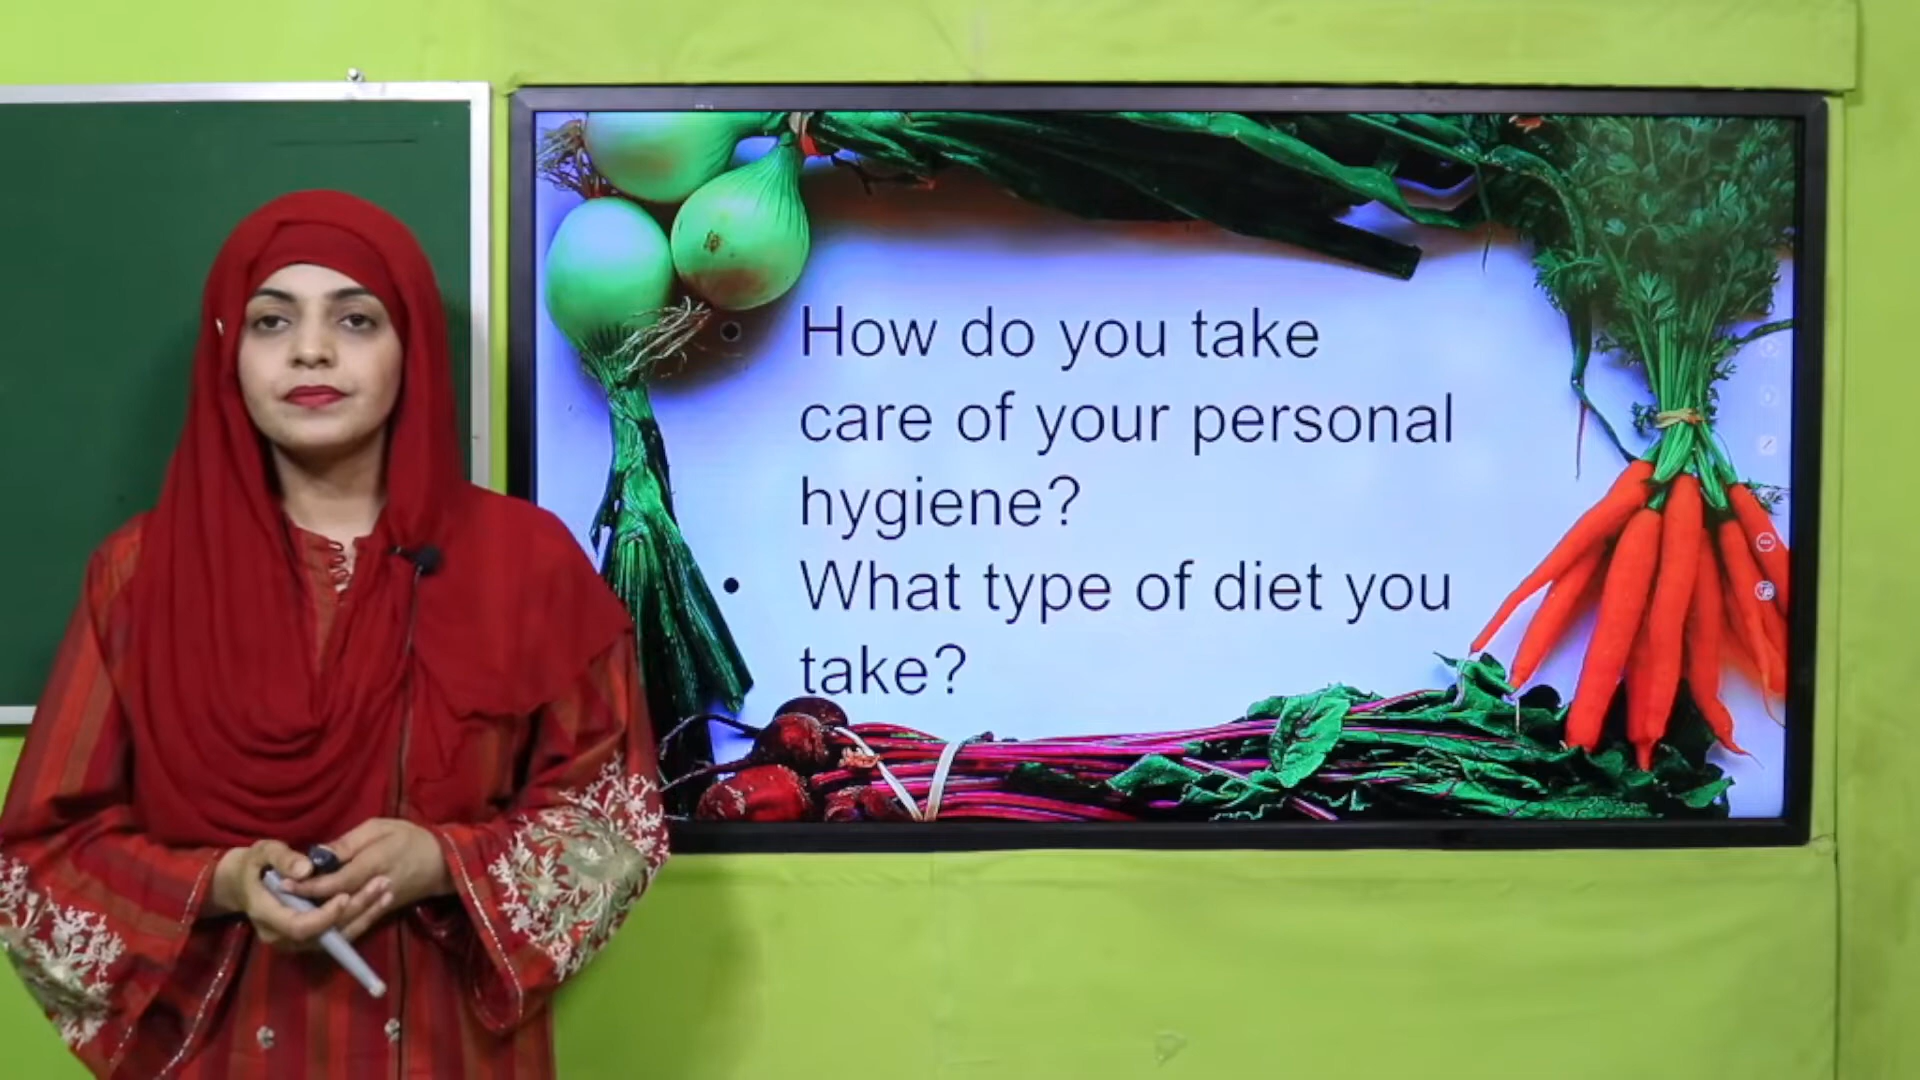 How do you take
care of your personal
hygiene?
• What type of diet you
take?